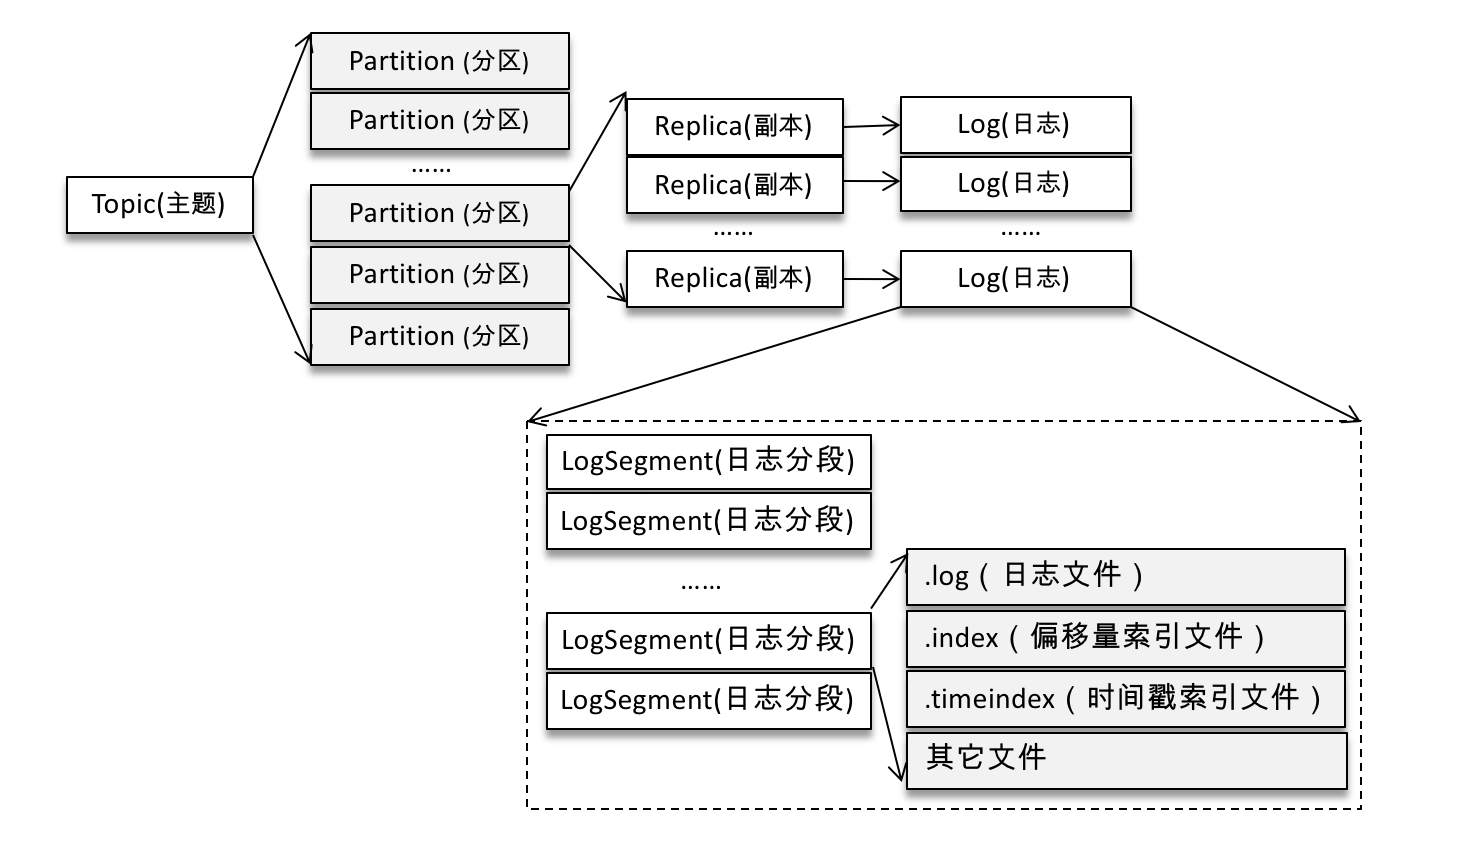 Topic(主题)
Partition (分区)
Partition (分区)
……
Partition (分区)
Partition (分区)
Partition (分区)
Replica(副本)
Replica(副本)
……
Replica(副本)
Log(日志)
Log(日志)
……
Log(日志)
LogSegment(日志分段)
LogSegment(日志分段)
……
LogSegment(日志分段)
LogSegment(日志分段)
.log（日志文件）
.index（偏移量索引文件）
.timeindex（时间戳索引文件）
其它文件